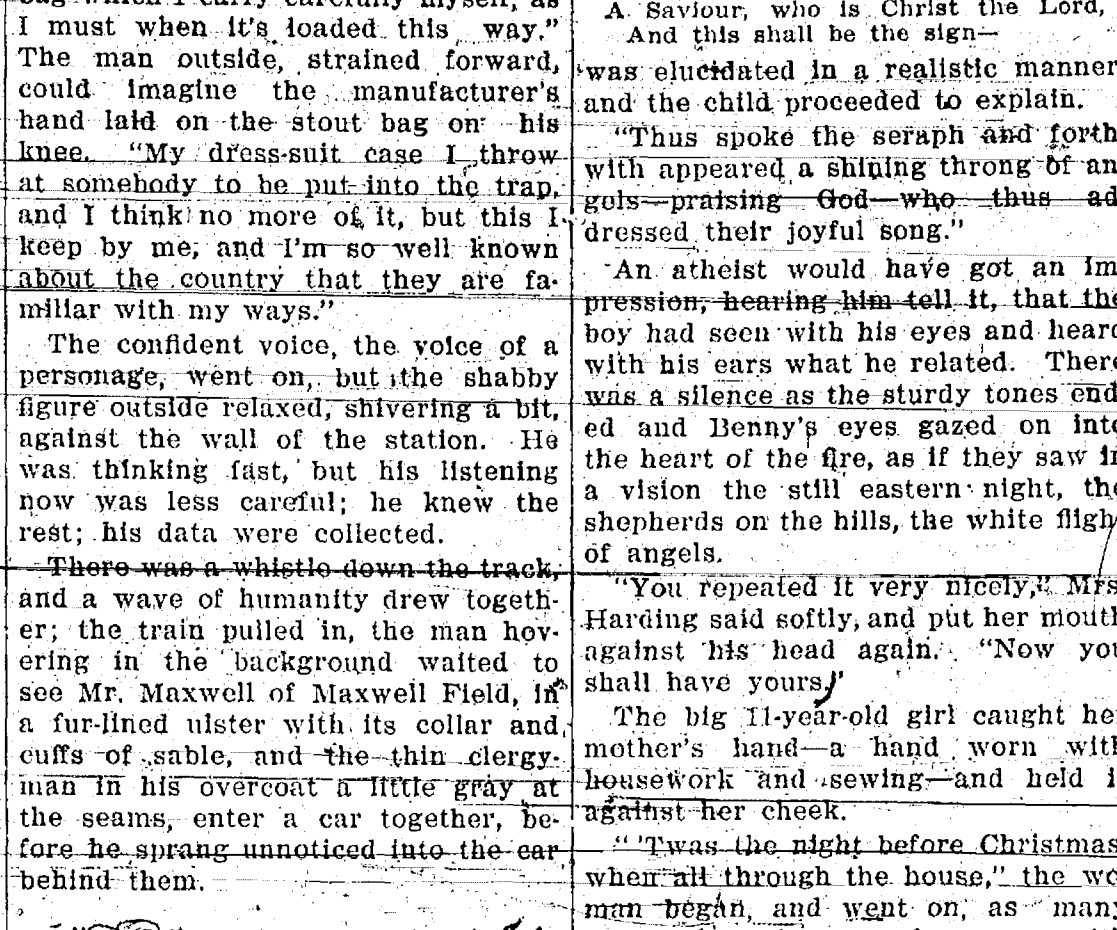 I must when it's loaded this way."
The man outside, strained forward,
could imagine the manufacturer's
hand laid on the stout bag on his
knee. "My dress-suit case I throw
at somebody to be put into the trap,
and I think no more of it, but this I
keep by me, and I'm so well known
about the country that they are fa-
miliar with my ways."
The confident voice, the voice of a
personage, went on, but the shabby
figure outside relaxed, shivering a bit,
against the wall of the station. He
was thinking fast, but his listening
now was less careful; he knew the
rest; his data were collected.
There was a whistle down the track,
and a wave of humanity drew togeth-
er; the train pulled in, the man hov-
ering in the background waited to
see Mr. Maxwell of Maxwell Field, in
a fur-lined ulster with its collar and
cuffs of sable, and the thin clergy-
man in his overcoat a little gray at
the seams, enter a car together, be-
fore he sprang unnoticed into the car
behind them.
A Saviour, who is Christ the Lord,
And this shall be the sign—
was elucidated in a realistic manner
and the child proceeded to explain.
"Thus spoke the seraph and forth
with appeared a shining throng of an
gels—praising God—who thus ad
dressed their joyful song."
An atheist would have got an im
pression, hearing him tell it, that the
boy had seen with his eyes and heard
with his ears what he related. There
was a silence as the sturdy tones end
ed and Benny's eyes gazed on into
the heart of the fire, as if they saw in
a vision the still eastern night, the
shepherds on the hills, the white fligh
of angels.
"You repeated it very nicely," Mrs
Harding said softly, and put her mouth
against his head again. "Now you
shall have yours."
The big 11-year-old girl caught he
mother's hand—a hand worn with
housework and sewing—and held i
against her cheek.
"'Twas the night before Christmas
when all through the house," the wo
man began, and went on, as many